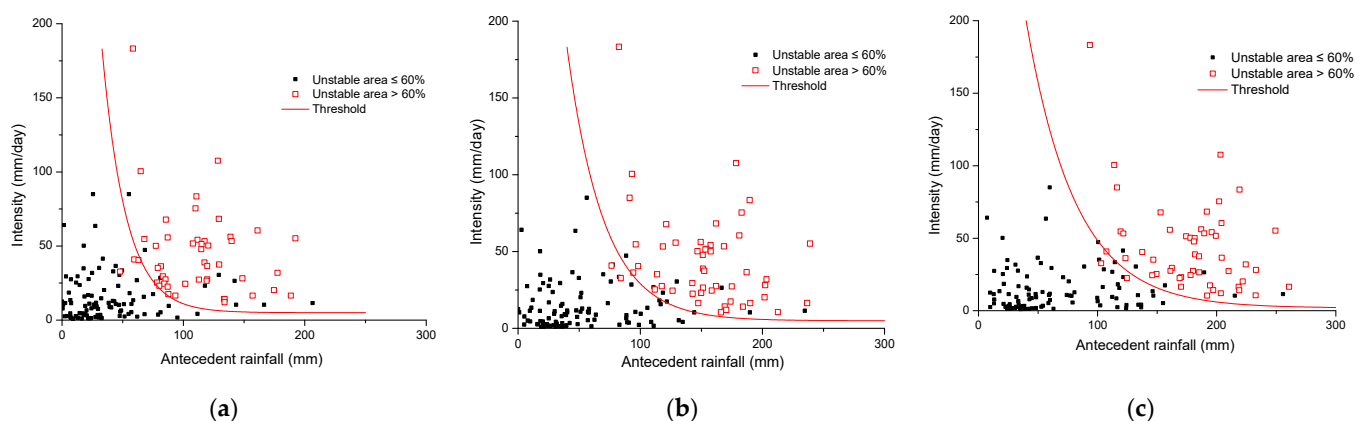 200
150
100
50
0
0
100
200
300
Intensity (mm/day)
Antecedent rainfall (mm)
Unstable area ≤ 60%
Unstable area > 60%
Threshold
(a)
200
150
100
50
0
0
100
200
300
Intensity (mm/day)
Antecedent rainfall (mm)
Unstable area ≤ 60%
Unstable area > 60%
Threshold
(b)
200
150
100
50
0
0
100
200
300
Intensity (mm/day)
Antecedent rainfall (mm)
Unstable area ≤ 60%
Unstable area > 60%
Threshold
(c)